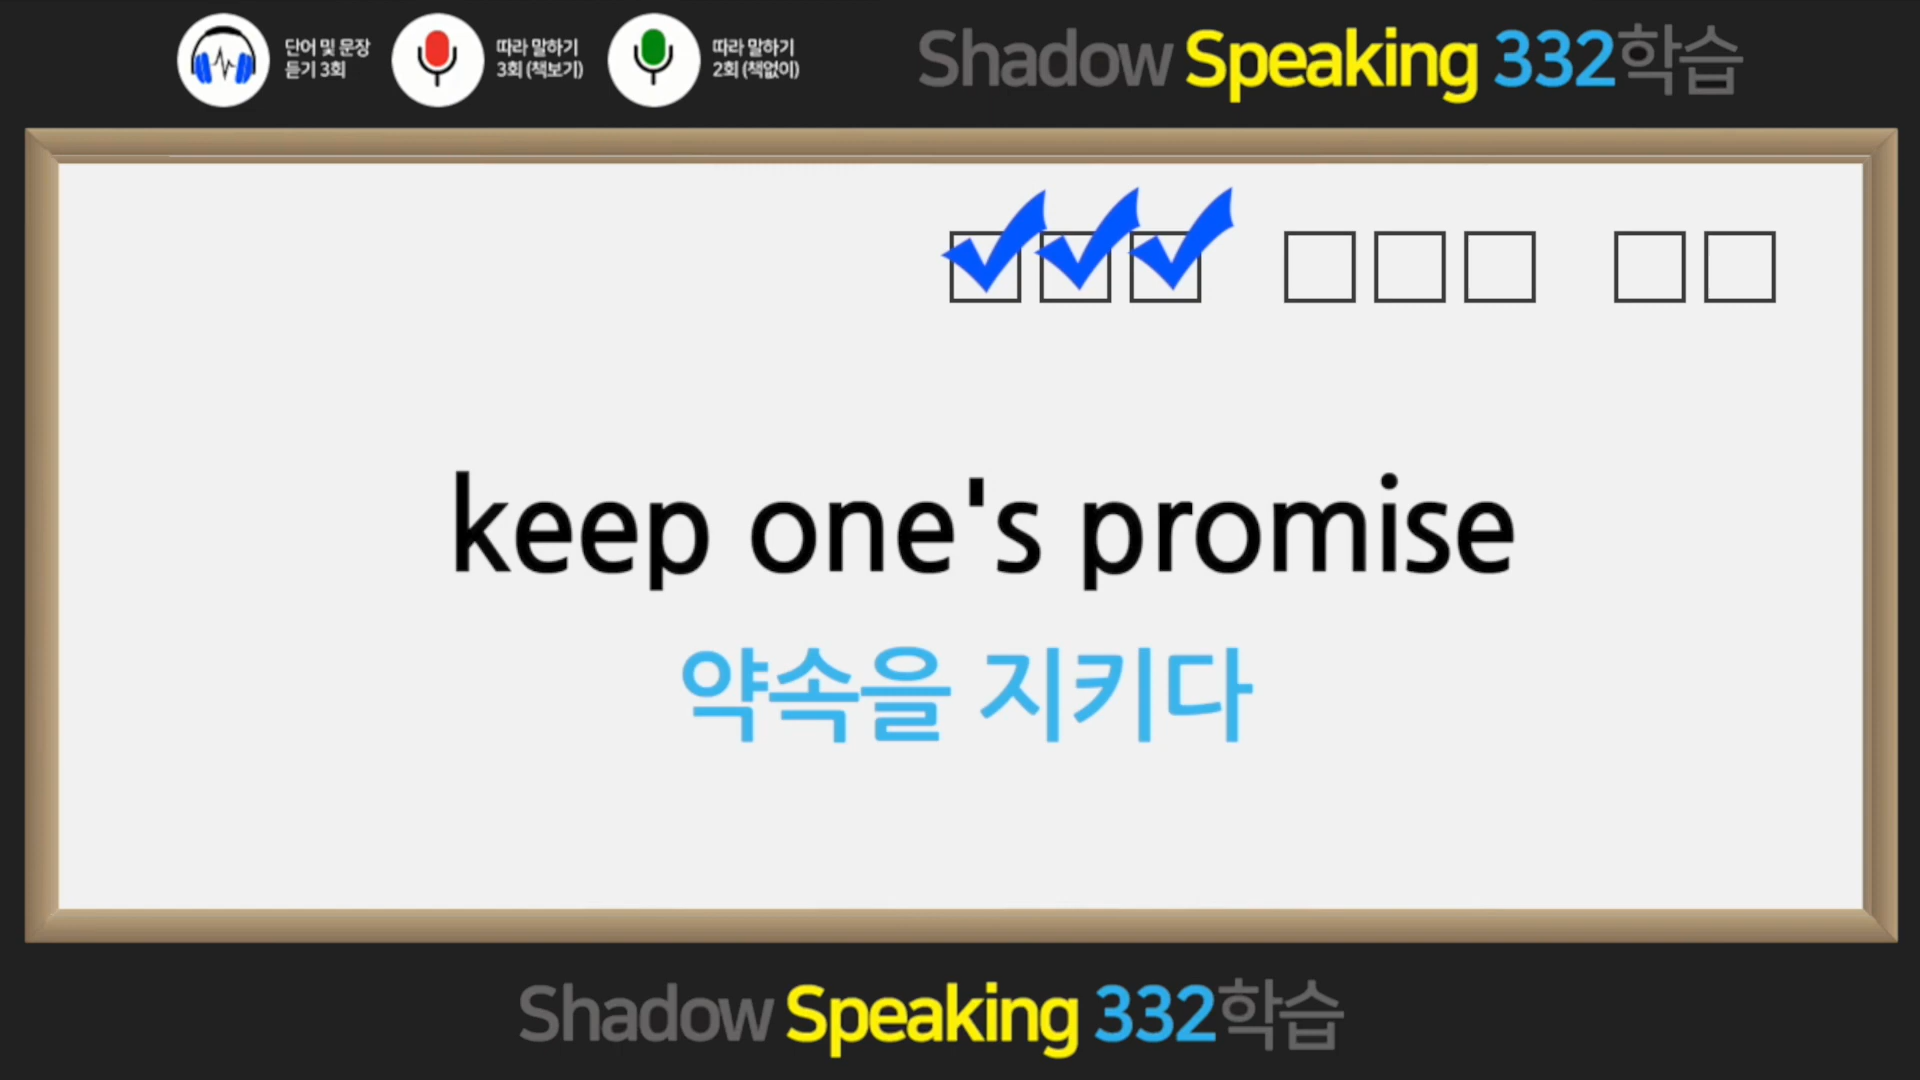 단어 및 문장
듣기 3회
따라 말하기
3회 (책보기)
따라 말하기
2회 (책없이)
Shadow Speaking 332학습
keep one's promise
약속을 지키다
Shadow Speaking 332학습